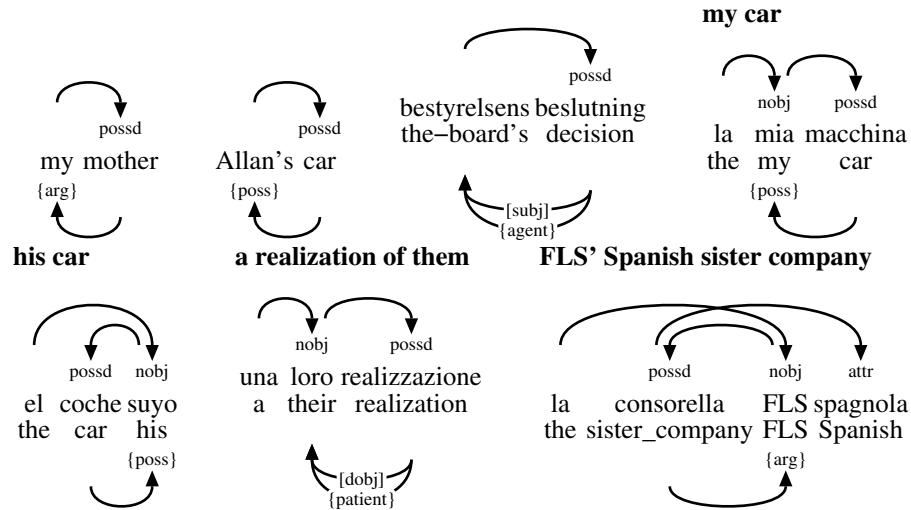 my car
possd
my mother
{arg}
possd
Allan's car
{poss}
possd
bestyrelsens beslutning
the−board's decision
[subj]
{agent}
nobj possd
la mia macchina
the my car
{poss}
his car
a realization of them
FLS' Spanish sister company
possd nobj
el coche suyo
the car his
{poss}
nobj possd
una loro realizzazione
a their realization
[dobj]
{patient}
possd nobj attr
la consorella FLS spagnola
the sister_company FLS Spanish
{arg}